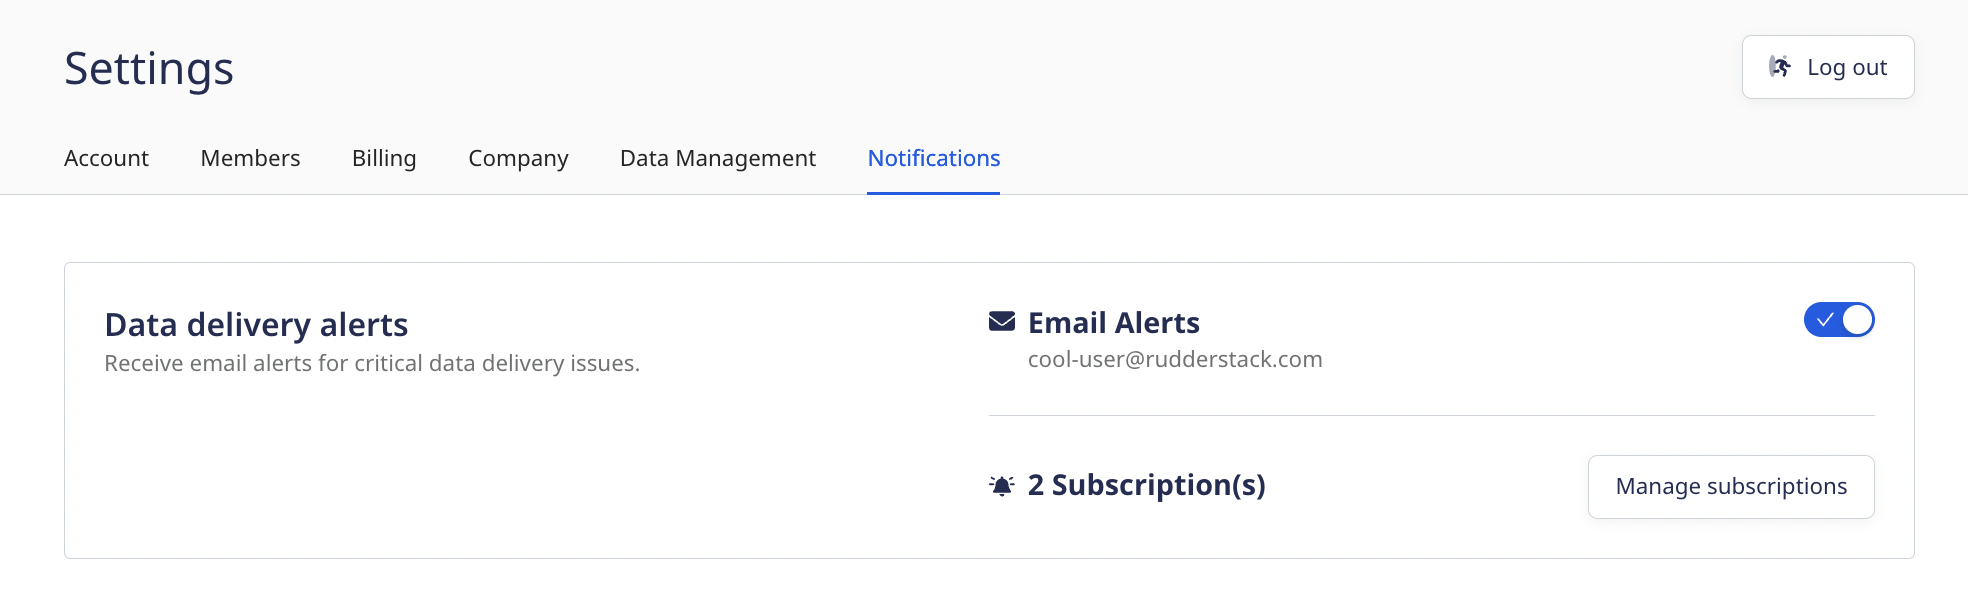 Settings
Log out
Account Members Billing Company Data Management Notifications
Data delivery alerts
Receive email alerts for critical data delivery issues.
Email Alerts
cool-user@rudderstack.com
2 Subscription(s)
Manage subscriptions